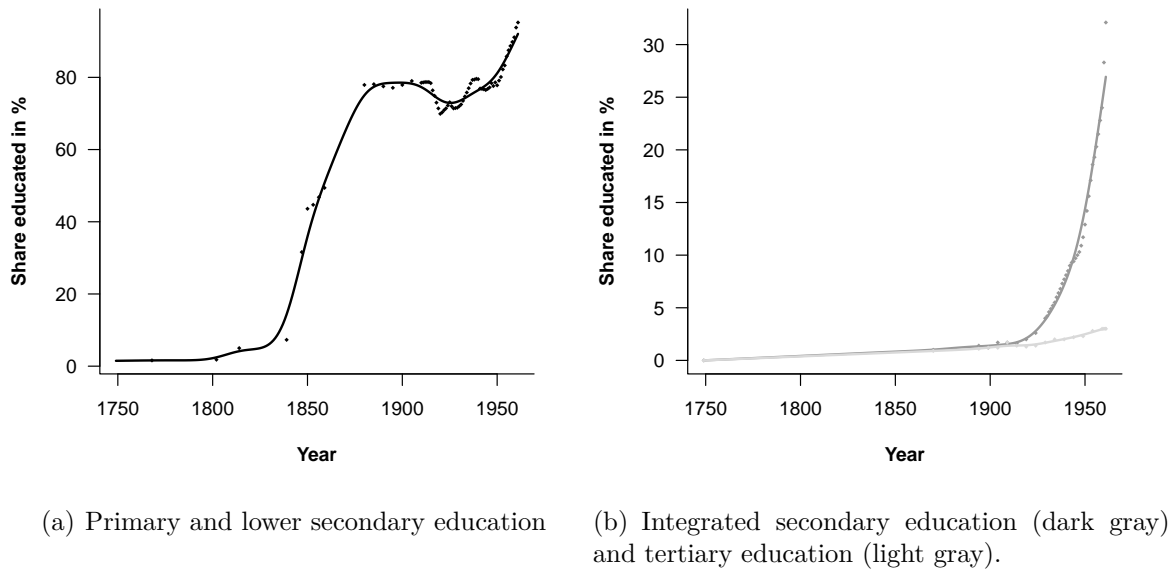 Share educated in %
80
60
40
20
0
1750 1800 1850 1900 1950
Year
(a) Primary and lower secondary education
Share educated in %
30
25
20
15
10
5
0
1750 1800 1850 1900 1950
Year
(b) Integrated secondary education (dark gray)
and tertiary education (light gray).